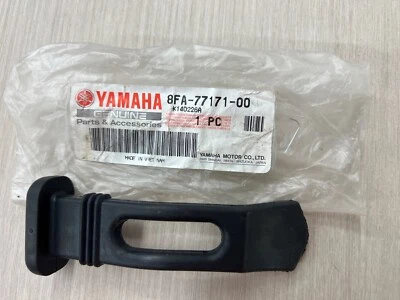 YAMAHA
GENUINE
Parts & Accessories
8FA-77171-00
K140226A
1 PC
MADE IN VIET NAM
YAMAHA MOTOR CO., LTD.